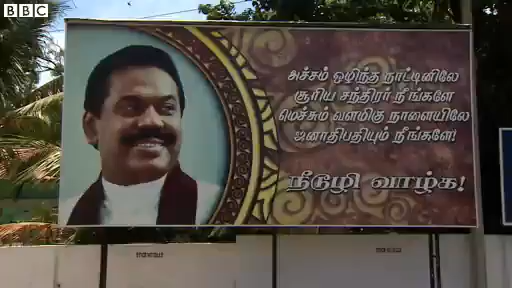 BBC
அச்சம் ஒழிந்த நாட்டினிலே
சூரிய சந்திரர் நீங்களே
மெச்சும் வளமிகு நாளையிலே
ஜனாதிபதியும் நீங்களே!
நீடூழி வாழ்க!